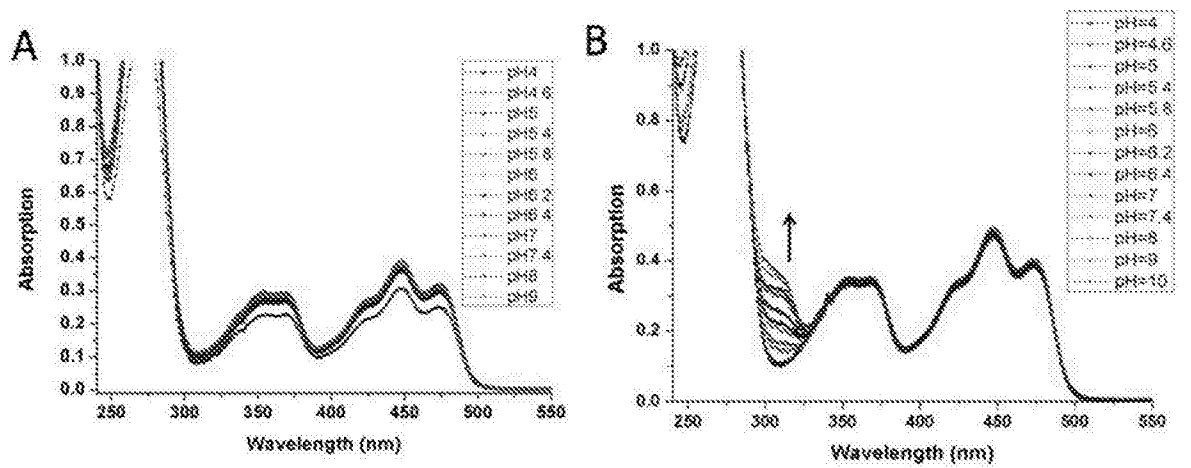 A
1.0
0.9
0.8
0.7
0.6
0.5
0.4
0.3
0.2
0.1
0.0
Absorption
250 300 350 400 450 500 550
Wavelength (nm)
pH4
pH4.6
pH5
pH5.4
pH5.8
pH6
pH6.2
pH6.4
pH7
pH7.4
pH8
pH9
B
1.0
0.8
0.6
0.4
0.2
0.0
Absorption
250 300 350 400 450 500 550
Wavelength (nm)
pH=4
pH=4.6
pH=5
pH=5.4
pH=5.8
pH=6
pH=6.2
pH=6.4
pH=7
pH=7.4
pH=8
pH=9
pH=10